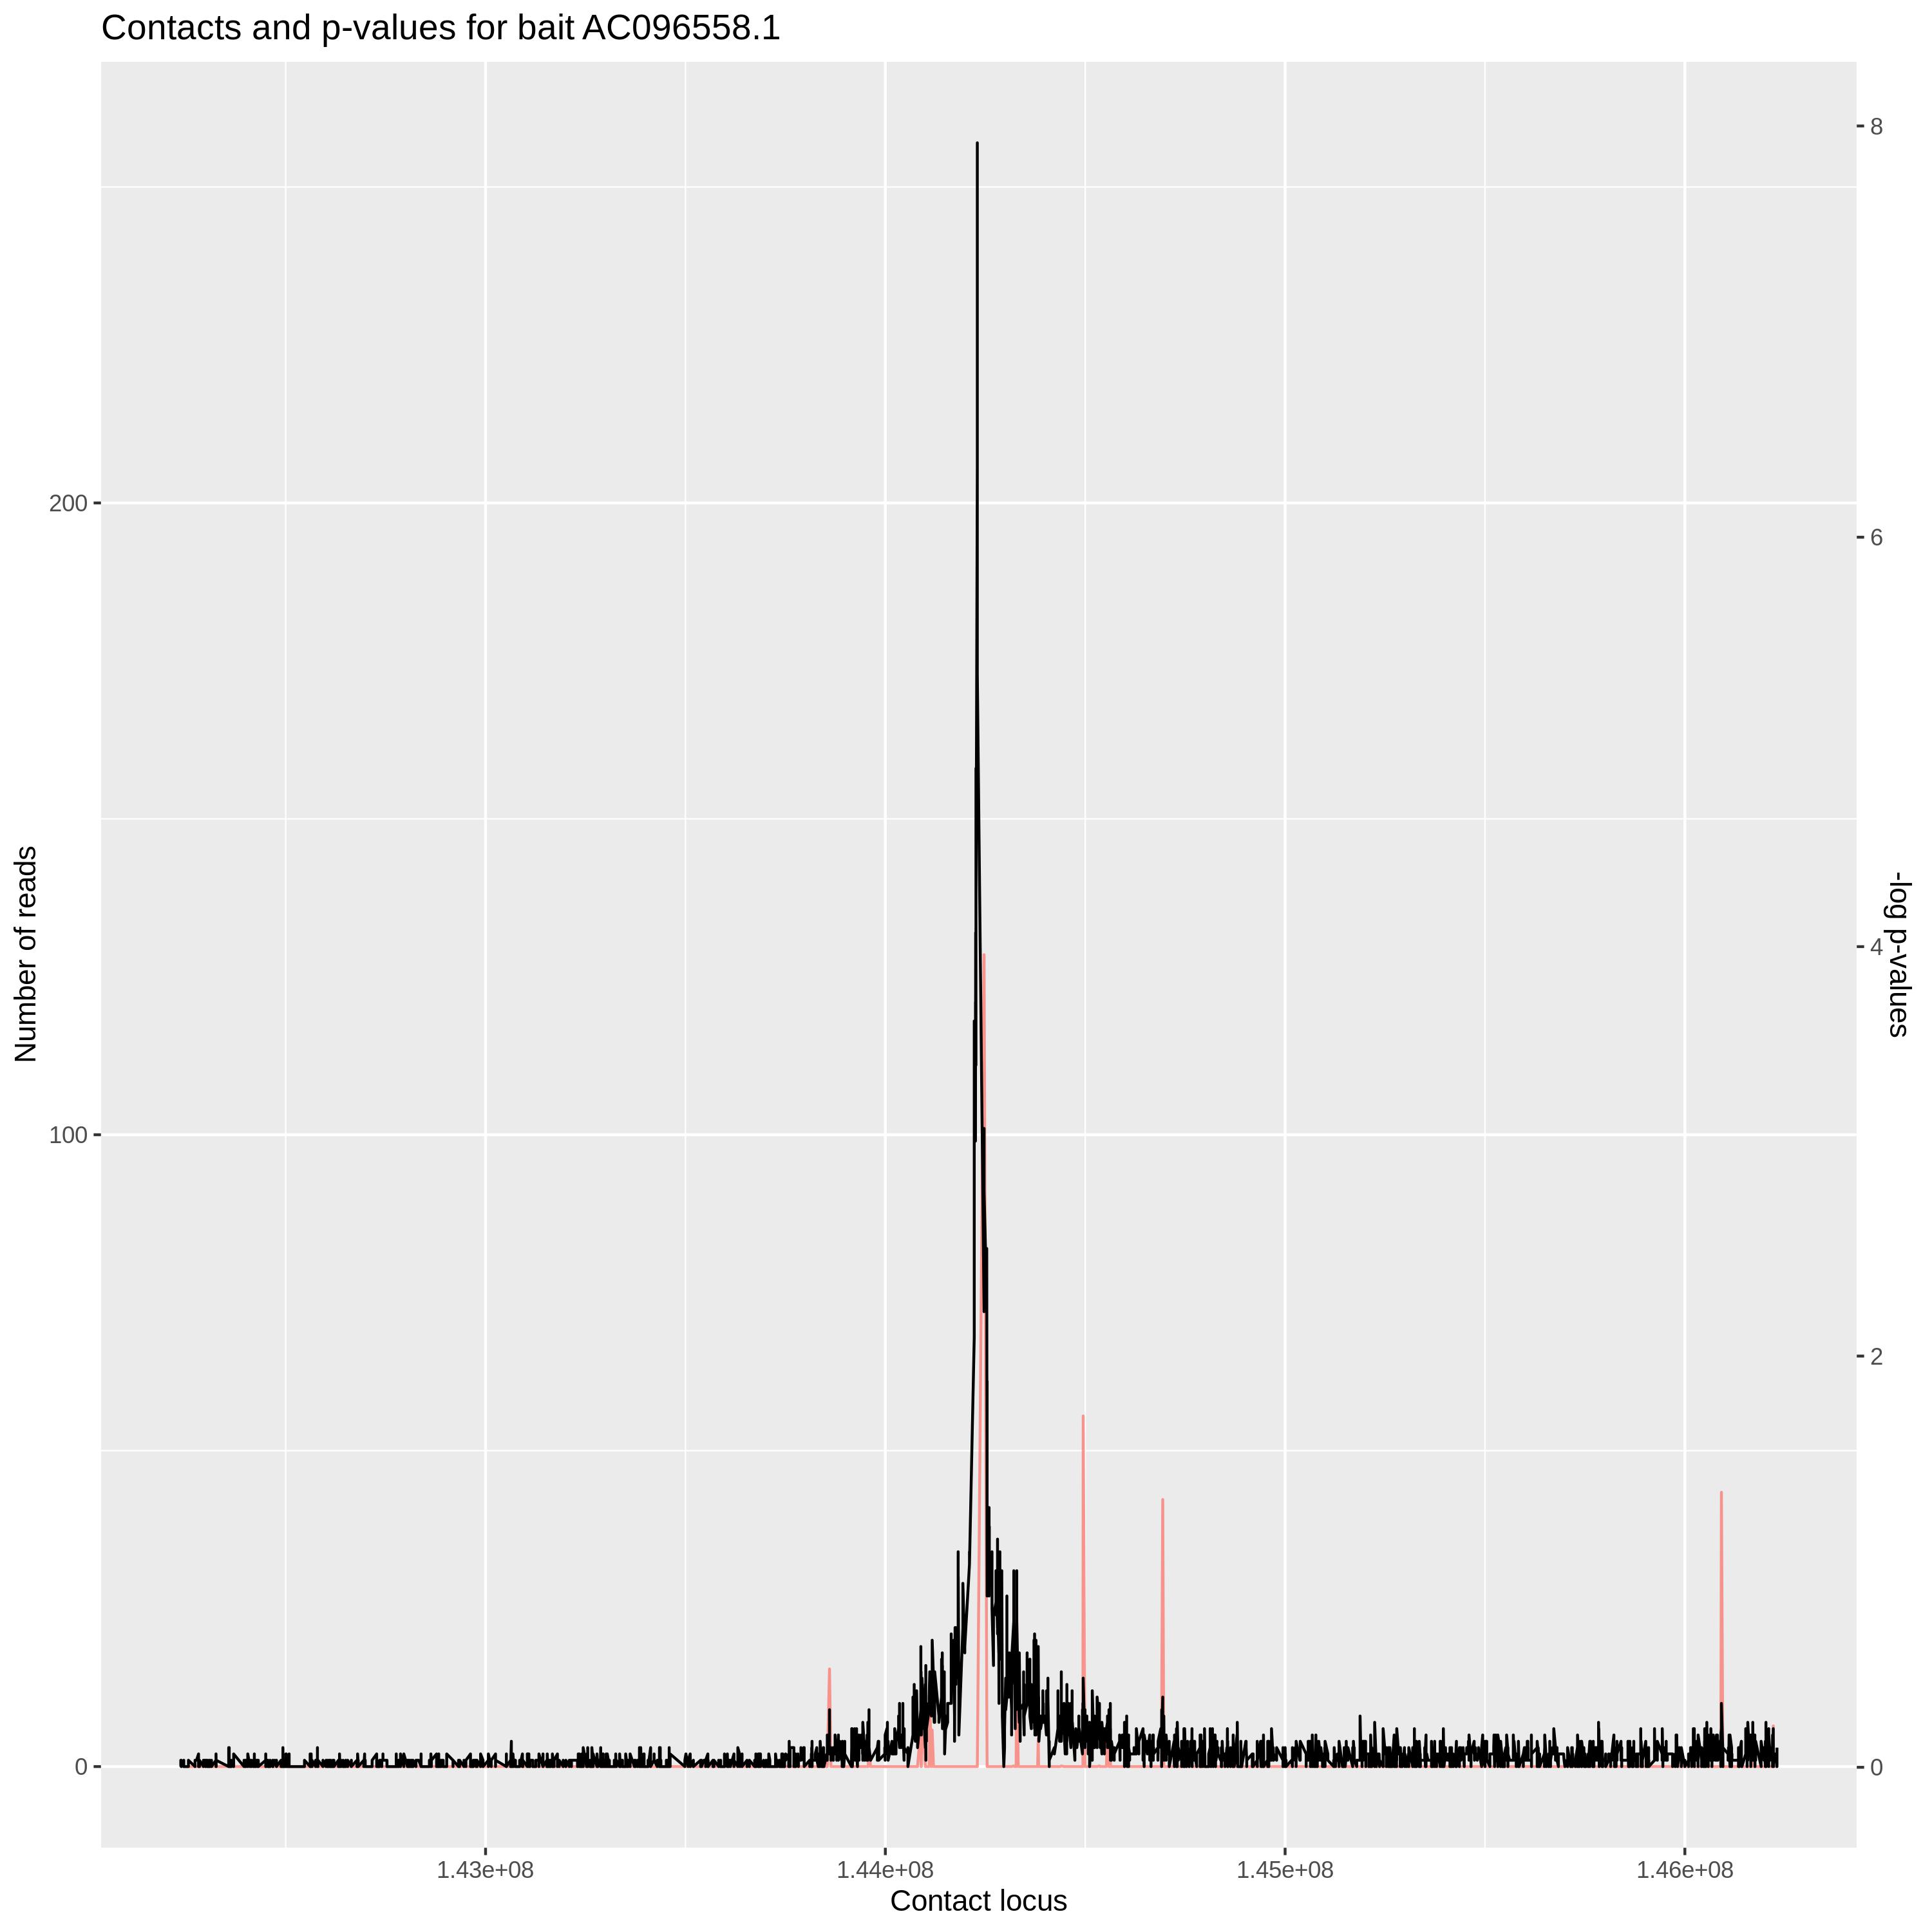 Contacts and p-values for bait AC096558.1
Number of reads
200
100
0
8
6
4
2
0
-log p-values
1.43e+08 1.44e+08 1.45e+08 1.46e+08
Contact locus